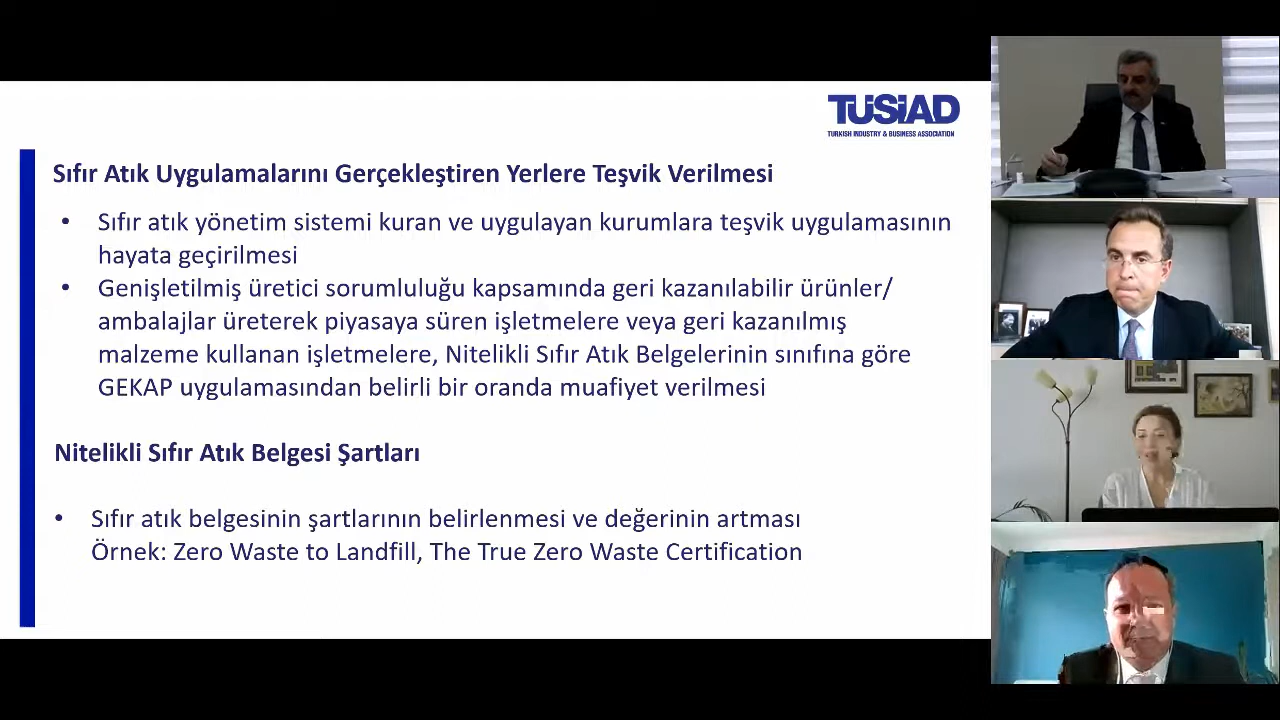 TÜSİAD
TURKISH INDUSTRY & BUSINESS ASSOCIATION
Sıfır Atık Uygulamalarını Gerçekleştiren Yerlere Teşvik Verilmesi
• Sıfır atık yönetim sistemi kuran ve uygulayan kurumlara teşvik uygulamasının
hayata geçirilmesi
• Genişletilmiş üretici sorumluluğu kapsamında geri kazanılabilir ürünler/
ambalajlar üreterek piyasaya süren işletmelere veya geri kazanılmış
malzeme kullanan işletmelere, Nitelikli Sıfır Atık Belgelerinin sınıfına göre
GEKAP uygulamasından belirli bir oranda muafiyet verilmesi
Nitelikli Sıfır Atık Belgesi Şartları
• Sıfır atık belgesinin şartlarının belirlenmesi ve değerinin artması
Örnek: Zero Waste to Landfill, The True Zero Waste Certification